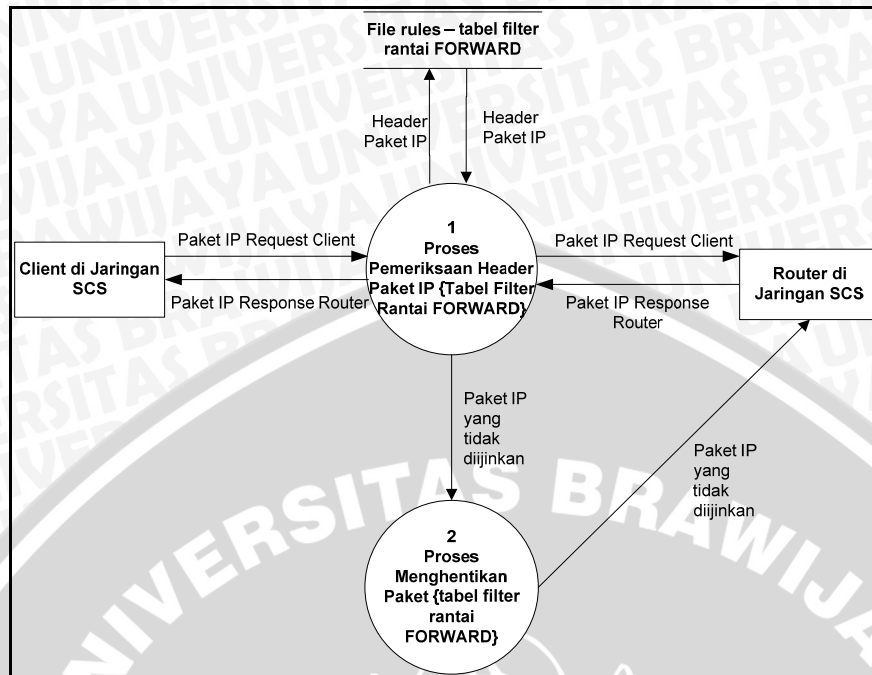 File rules – tabel filter
rantai FORWARD
Header
Paket IP
Header
Paket IP
1
Proses
Pemeriksaan Header
Paket IP {Tabel Filter
Rantai FORWARD}
Client di Jaringan
SCS
Paket IP Request Client
Paket IP Response Router
Paket IP Request Client
Paket IP Response
Router
Router di
Jaringan SCS
Paket IP
yang
tidak
diijinkan
Paket IP
yang
tidak
diijinkan
2
Proses
Menghentikan
Paket {tabel filter
rantai
FORWARD}
UNIVERSITAS BRAWIJAYA